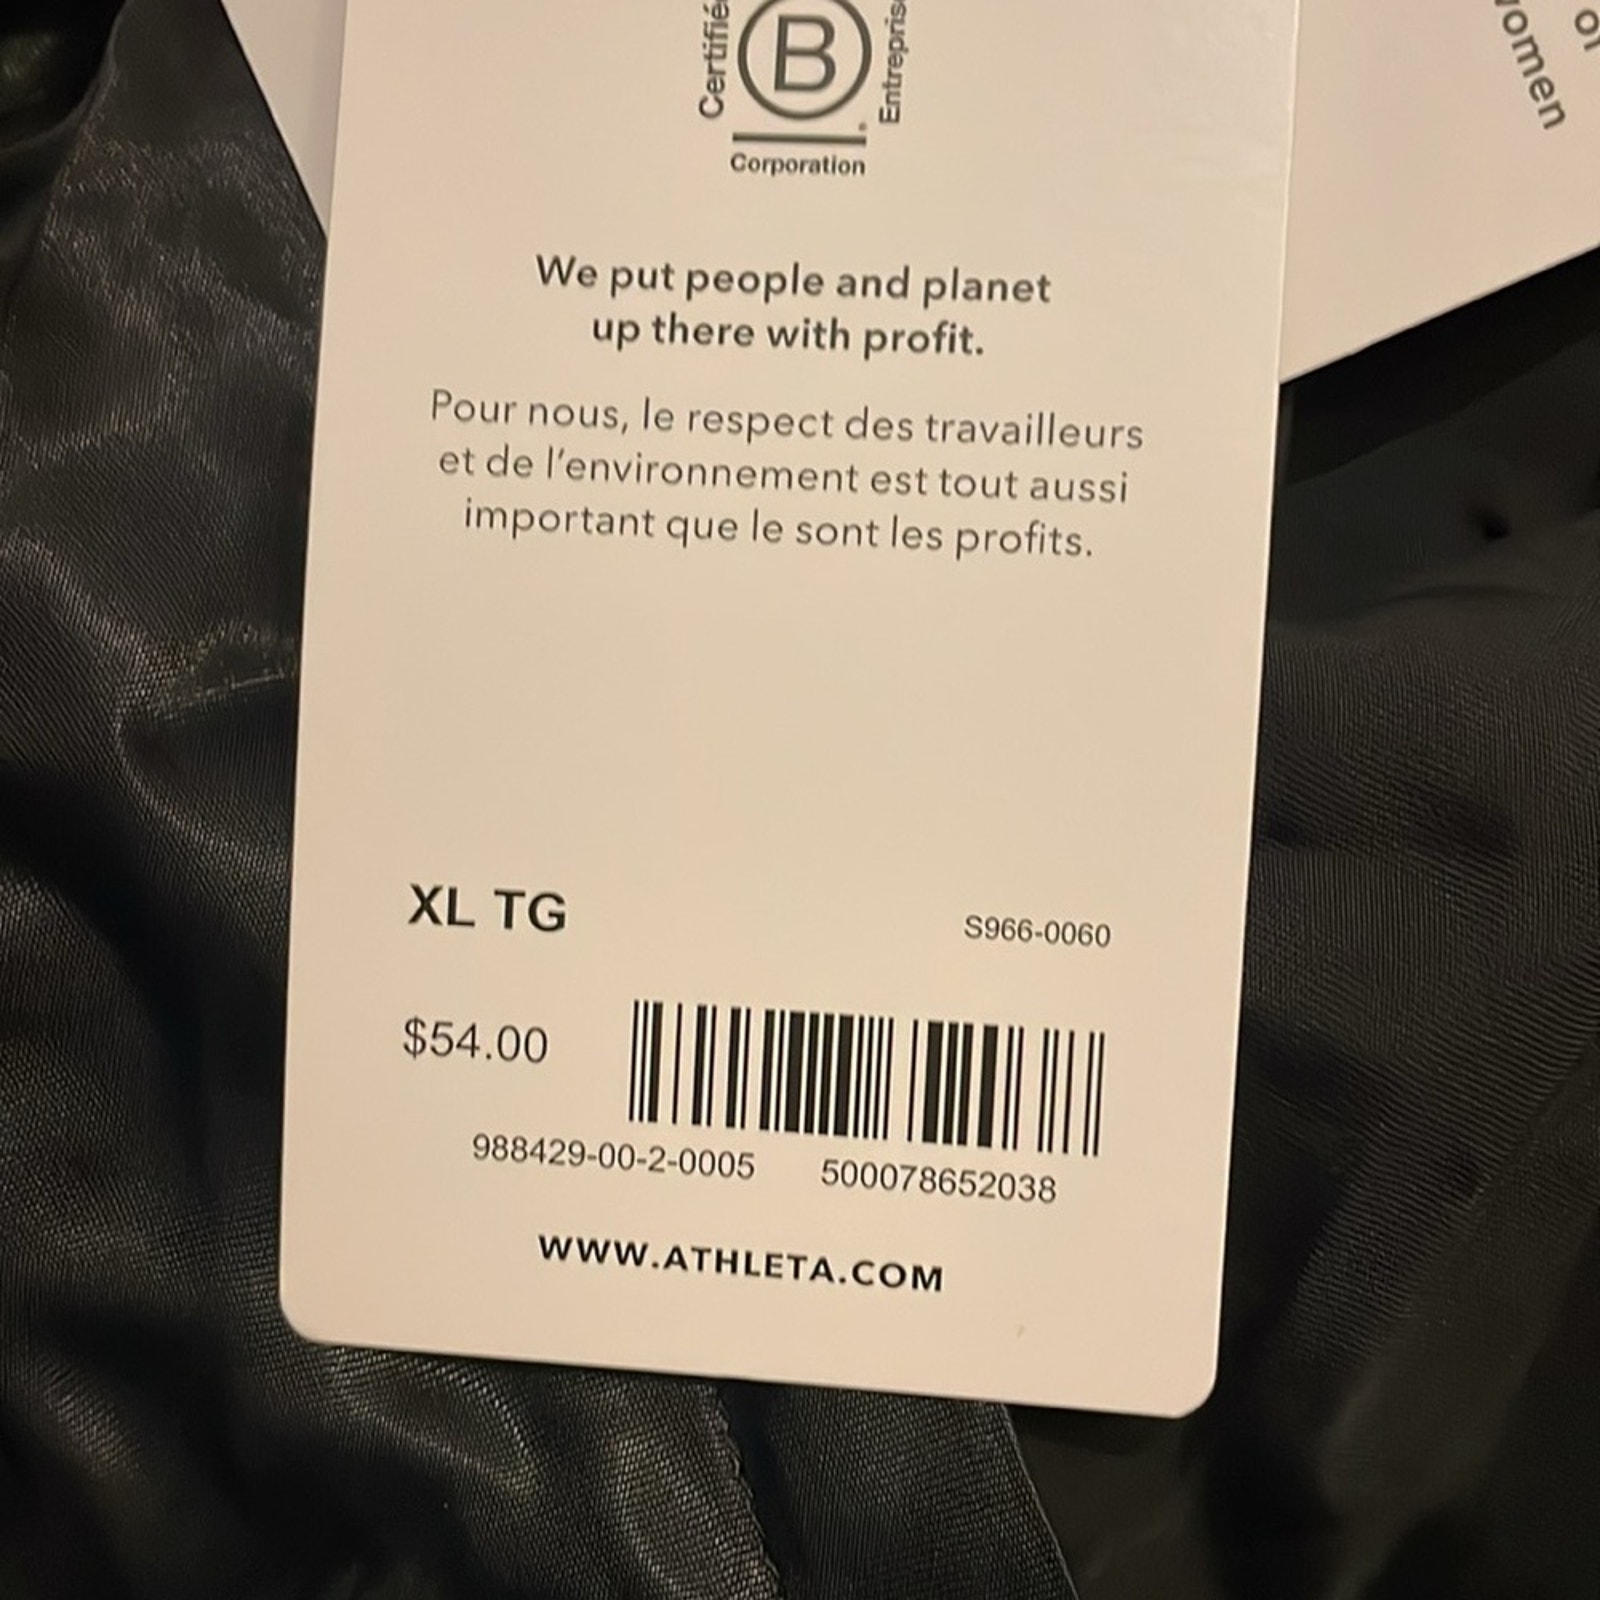 Certifié
B
Entreprise
Corporation
of
women
We put people and planet
up there with profit.
Pour nous, le respect des travailleurs
et de l'environnement est tout aussi
important que le sont les profits.
XL TG
S966-0060
$54.00
988429-00-2-0005 500078652038
WWW.ATHLETA.COM